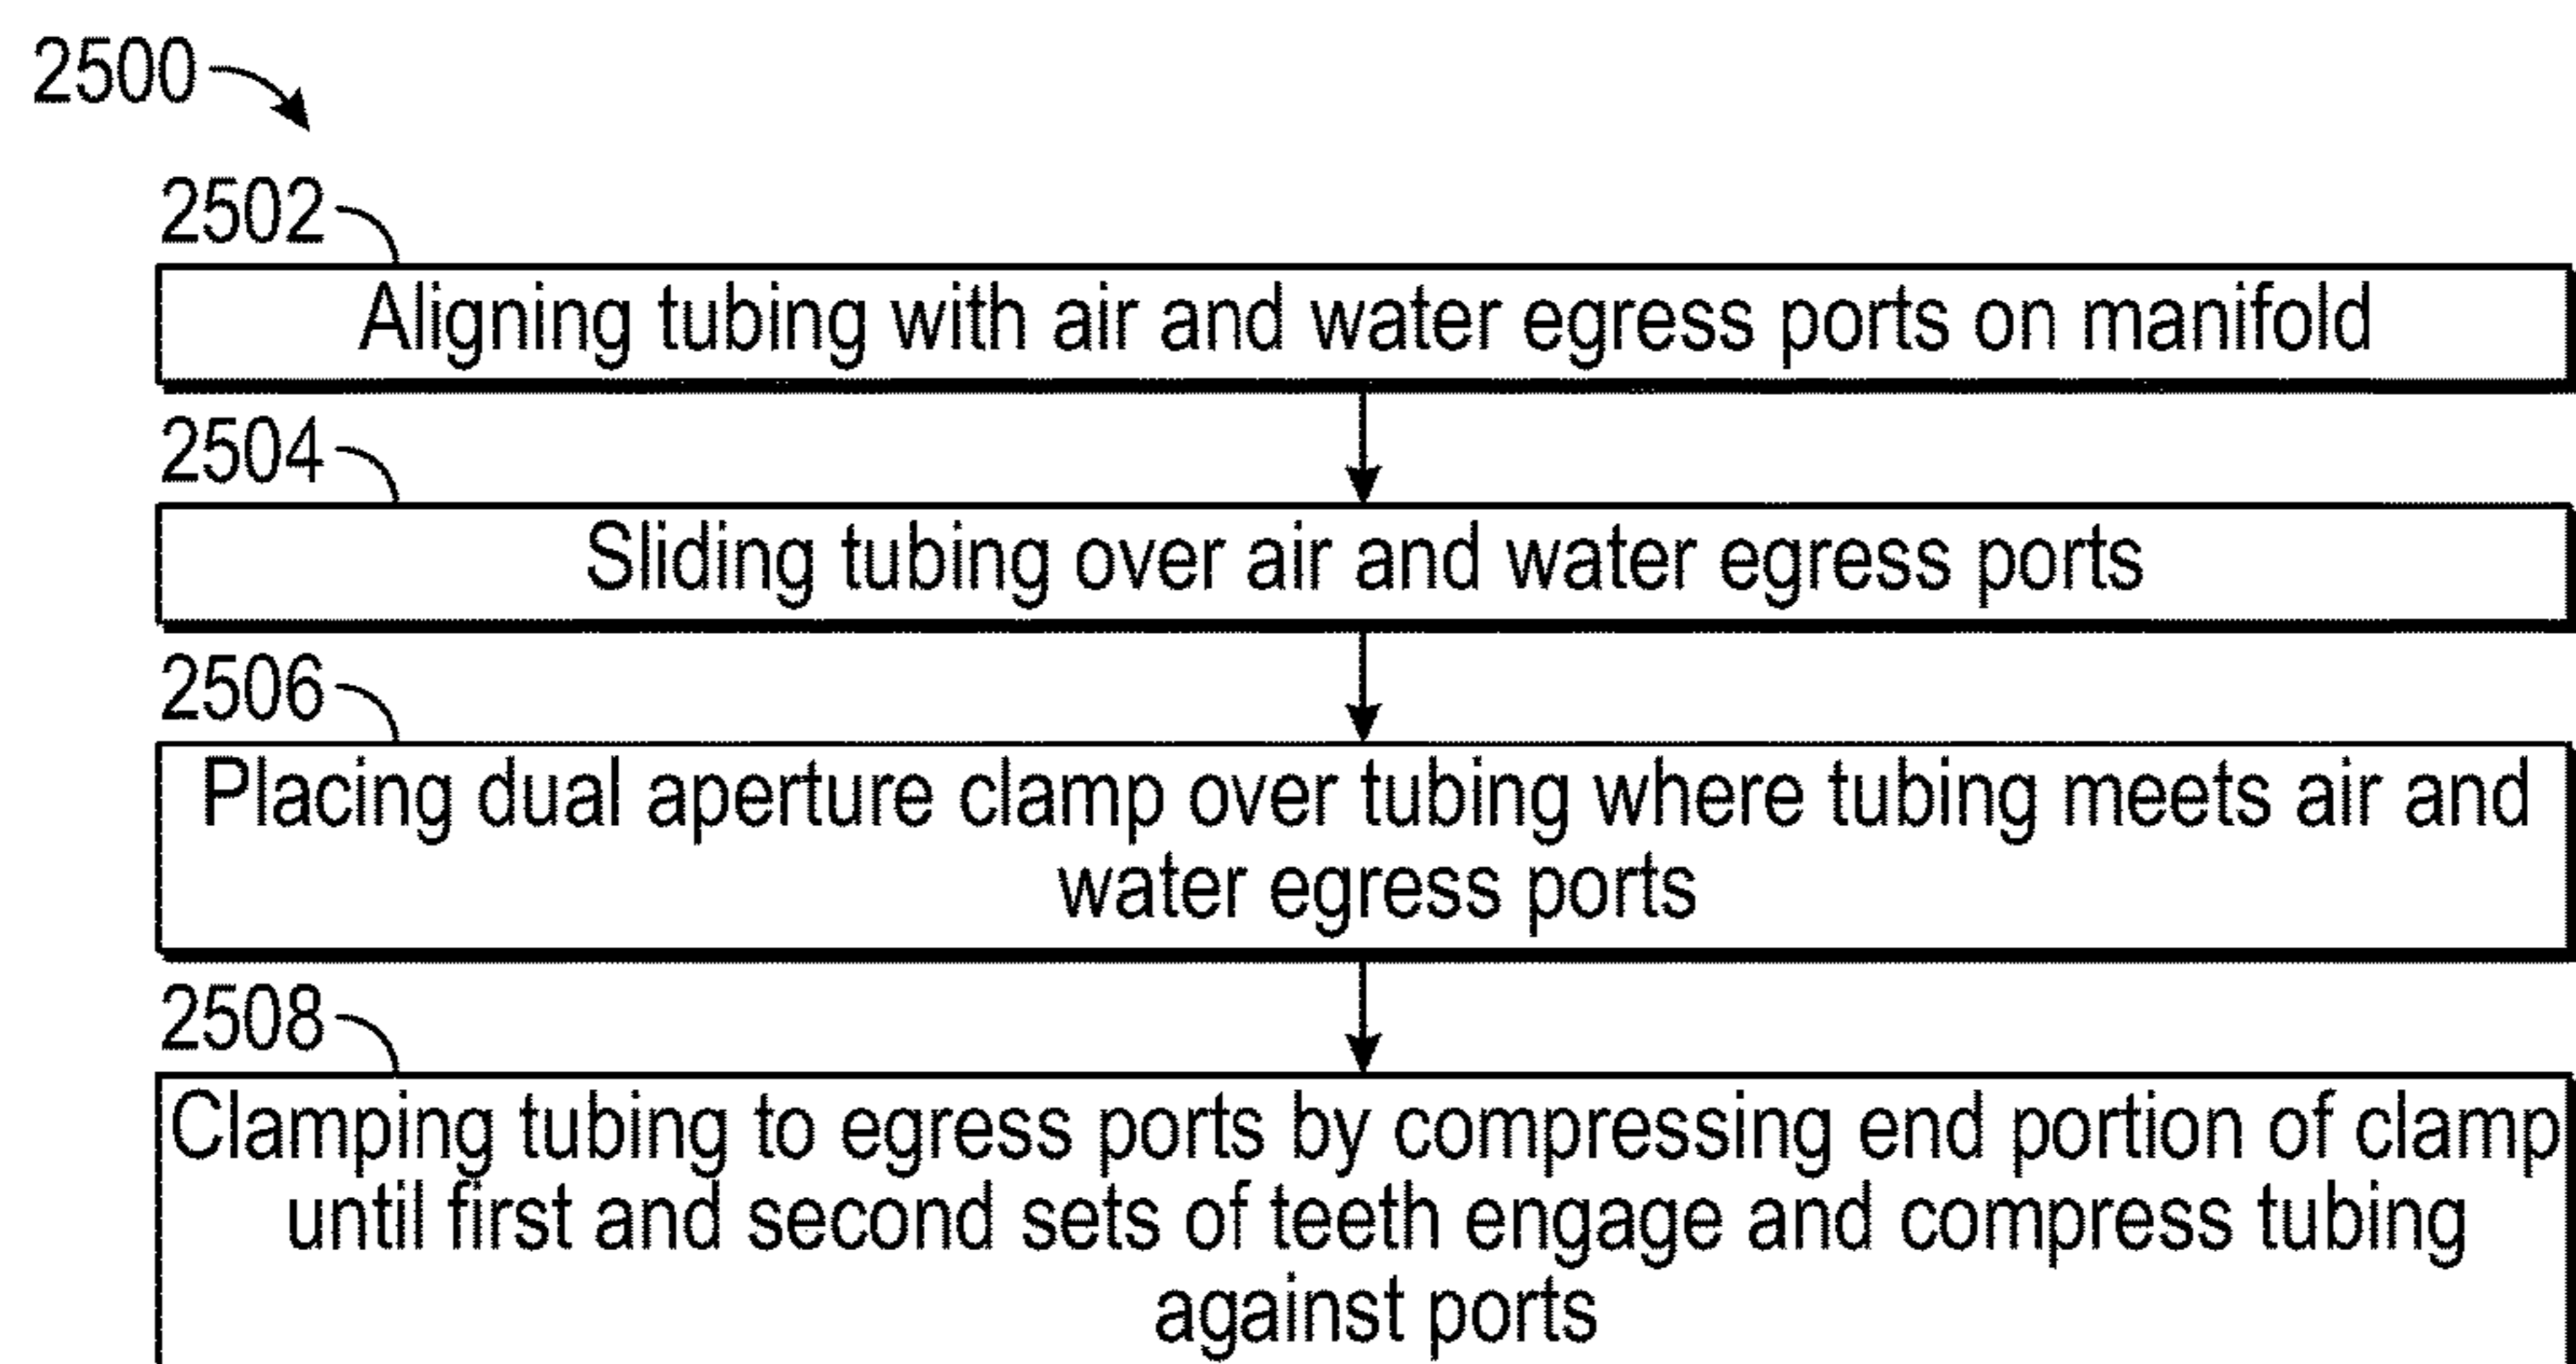 2500
2502
Aligning tubing with air and water egress ports on manifold
2504
Sliding tubing over air and water egress ports
2506
Placing dual aperture clamp over tubing where tubing meets air and
water egress ports
2508
Clamping tubing to egress ports by compressing end portion of clamp
until first and second sets of teeth engage and compress tubing
against ports